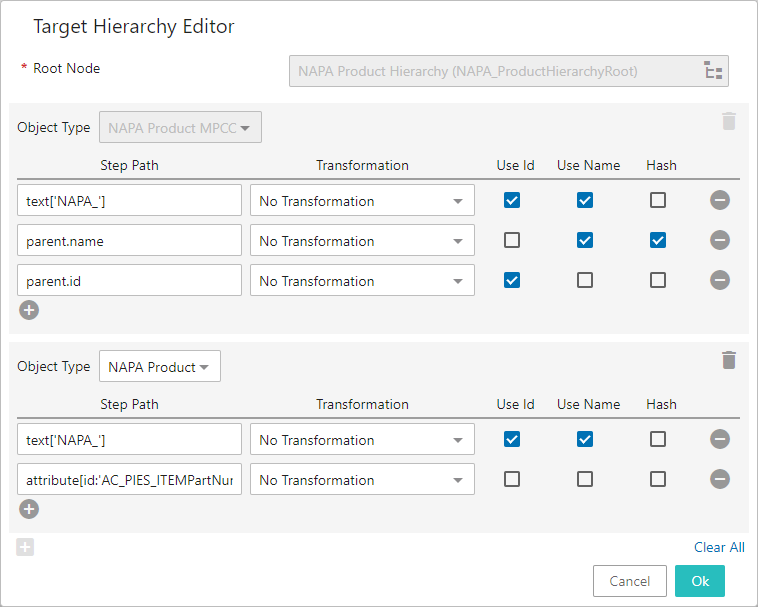 Target Hierarchy Editor
* Root Node
NAPA Product Hierarchy (NAPA_ProductHierarchyRoot)
Object Type NAPA Product MPCC
Step Path Transformation Use Id Use Name Hash
text['NAPA_'] No Transformation
parent.name No Transformation
parent.id No Transformation
Object Type NAPA Product
Step Path Transformation Use Id Use Name Hash
text['NAPA_'] No Transformation
attribute[id:'AC_PIES_ITEMPartNur No Transformation
Clear All
Cancel Ok